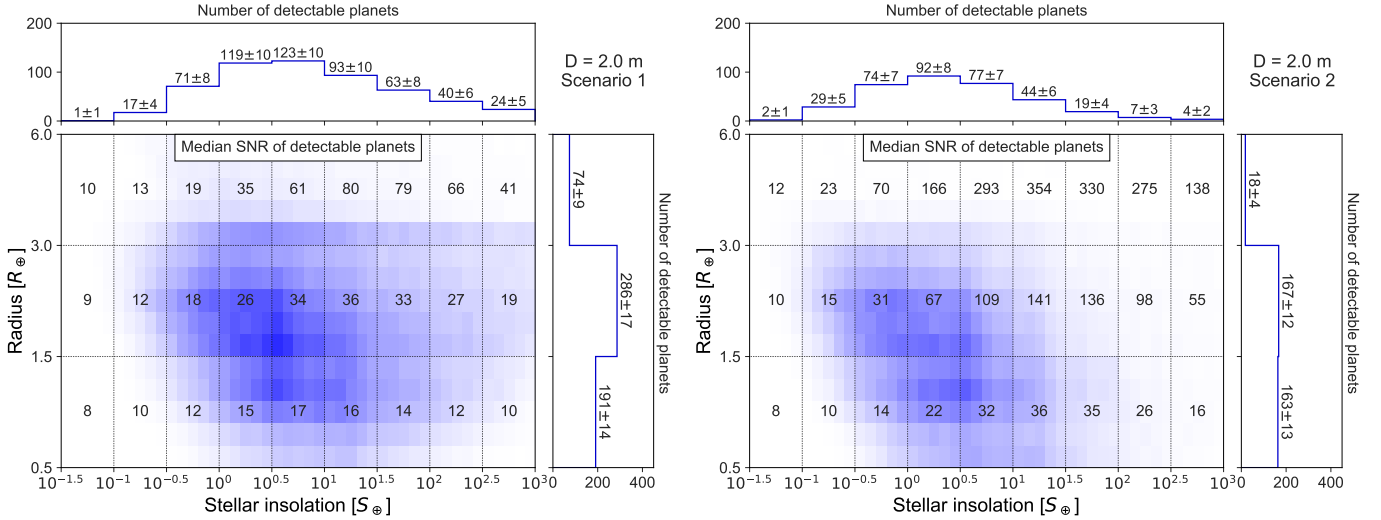 Number of detectable planets
200
100
0
1±1
17±4
71±8
119±10
123±10
93±10
63±8
40±6
24±5
D = 2.0 m
Scenario 1
Median SNR of detectable planets
Radius [R⊕]
6.0
3.0
1.5
0.5
10 13 19 35 61 80 79 66 41
9 12 18 26 34 36 33 27 19
8 10 12 15 17 16 14 12 10
10^−1.5 10^−1 10^−0.5 10^0 10^0.5 10^1 10^1.5 10^2 10^2.5 10^3
Stellar insolation [S⊕]
74±9
286±17
191±14
0 200 400
Number of detectable planets
Number of detectable planets
200
100
0
2±1
29±5
74±7
92±8
77±7
44±6
19±4
7±3
4±2
D = 2.0 m
Scenario 2
Median SNR of detectable planets
Radius [R⊕]
6.0
3.0
1.5
0.5
12 23 70 166 293 354 330 275 138
10 15 31 67 109 141 136 98 55
8 10 14 22 32 36 35 26 16
10^−1.5 10^−1 10^−0.5 10^0 10^0.5 10^1 10^1.5 10^2 10^2.5 10^3
Stellar insolation [S⊕]
18±4
167±12
163±13
0 200 400
Number of detectable planets